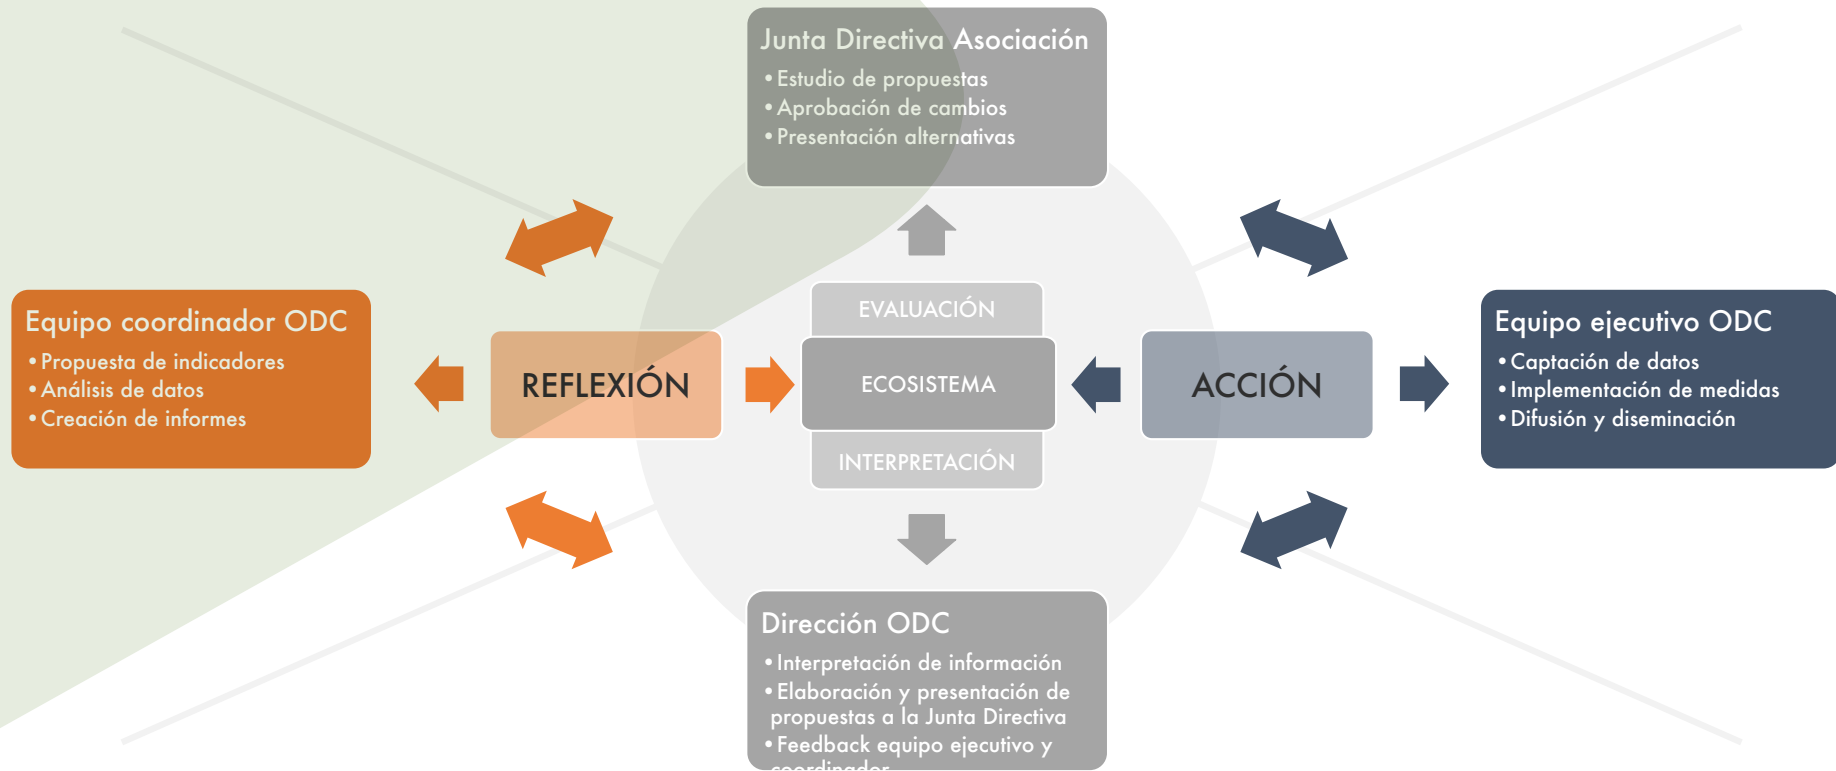 Junta Directiva Asociación
•Estudio de propuestas
•Aprobación de cambios
•Presentación alternativas
Equipo coordinador ODC
•Propuesta de indicadores
•Análisis de datos
•Creación de informes
REFLEXIÓN
EVALUACIÓN
ECOSISTEMA
INTERPRETACIÓN
ACCIÓN
Equipo ejecutivo ODC
•Captación de datos
•Implementación de medidas
•Difusión y diseminación
Dirección ODC
•Interpretación de información
•Elaboración y presentación de
propuestas a la Junta Directiva
•Feedback equipo ejecutivo y
coordinador